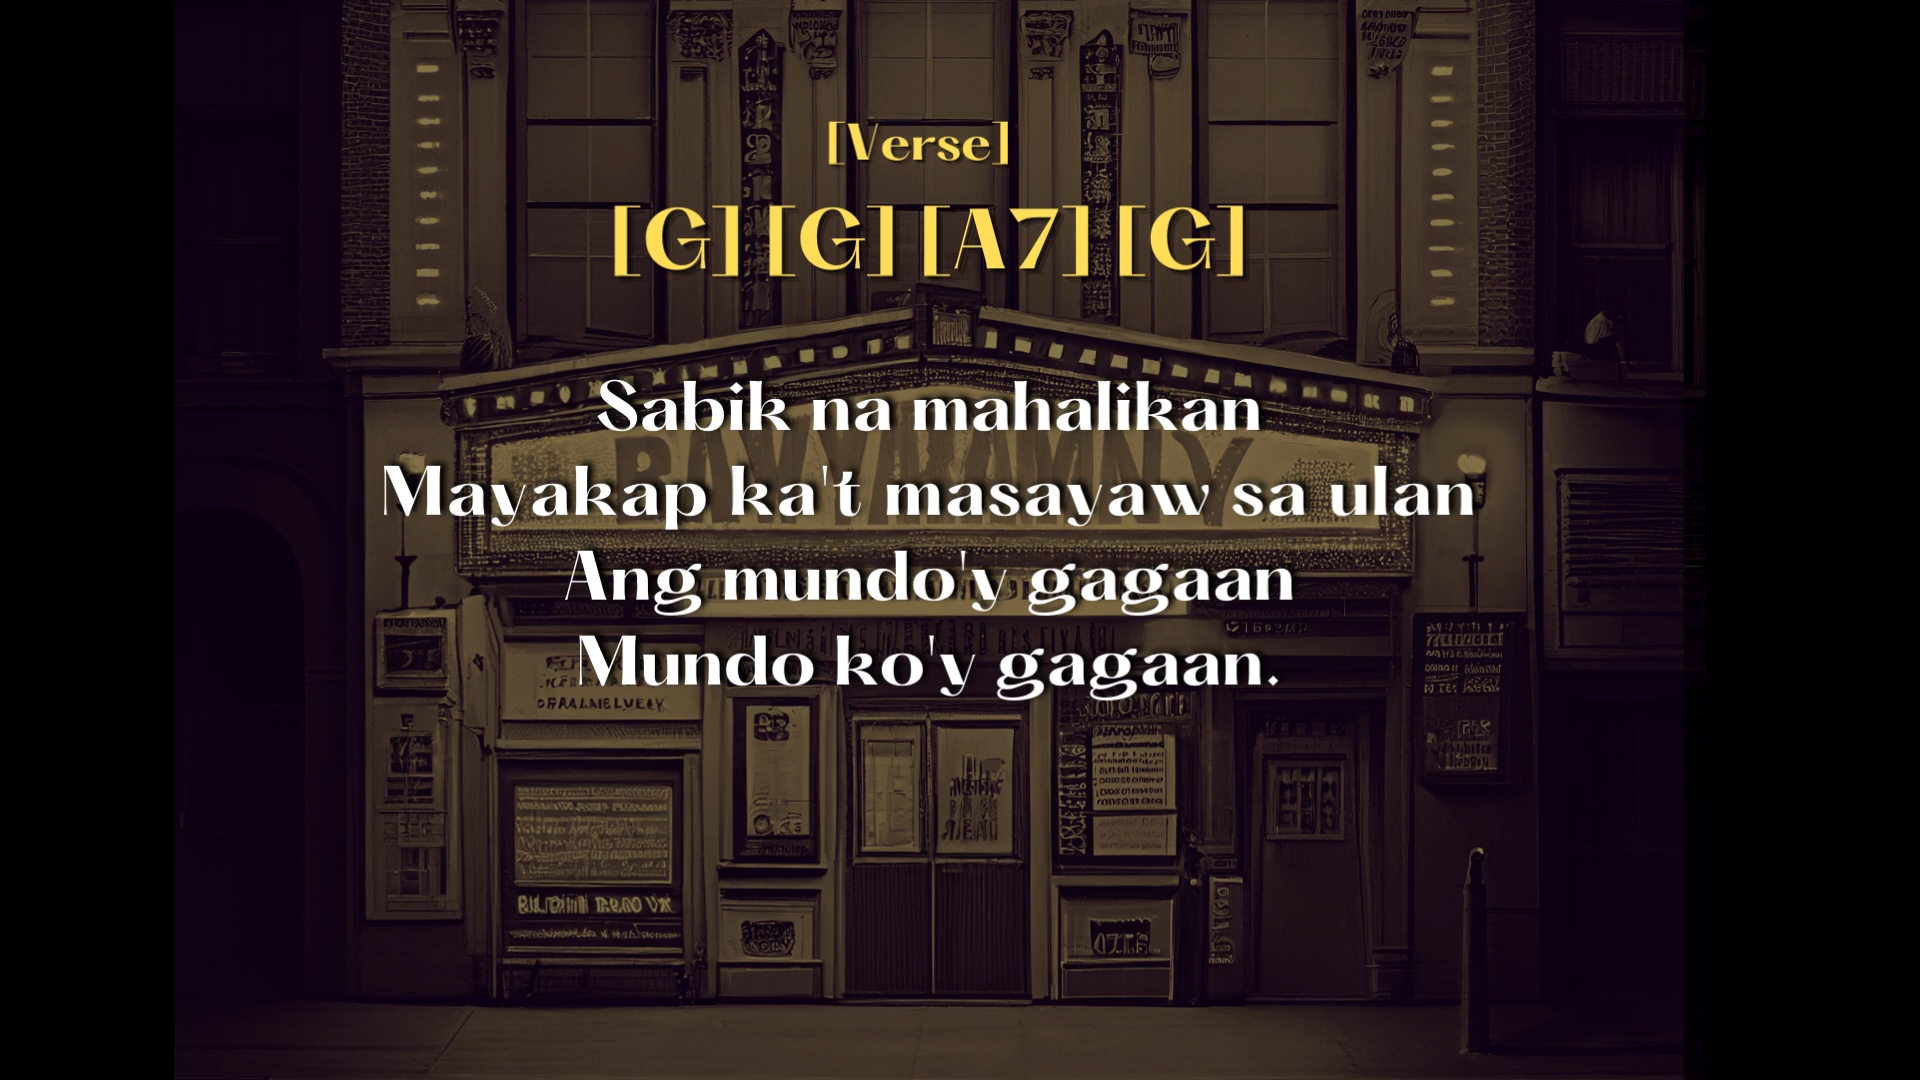 [Verse]
[G] [G] [A7] [G]
Sabik na mahalikan
Mayakap ka't masayaw sa ulan
Ang mundo'y gagaan
Mundo ko'y gagaan.